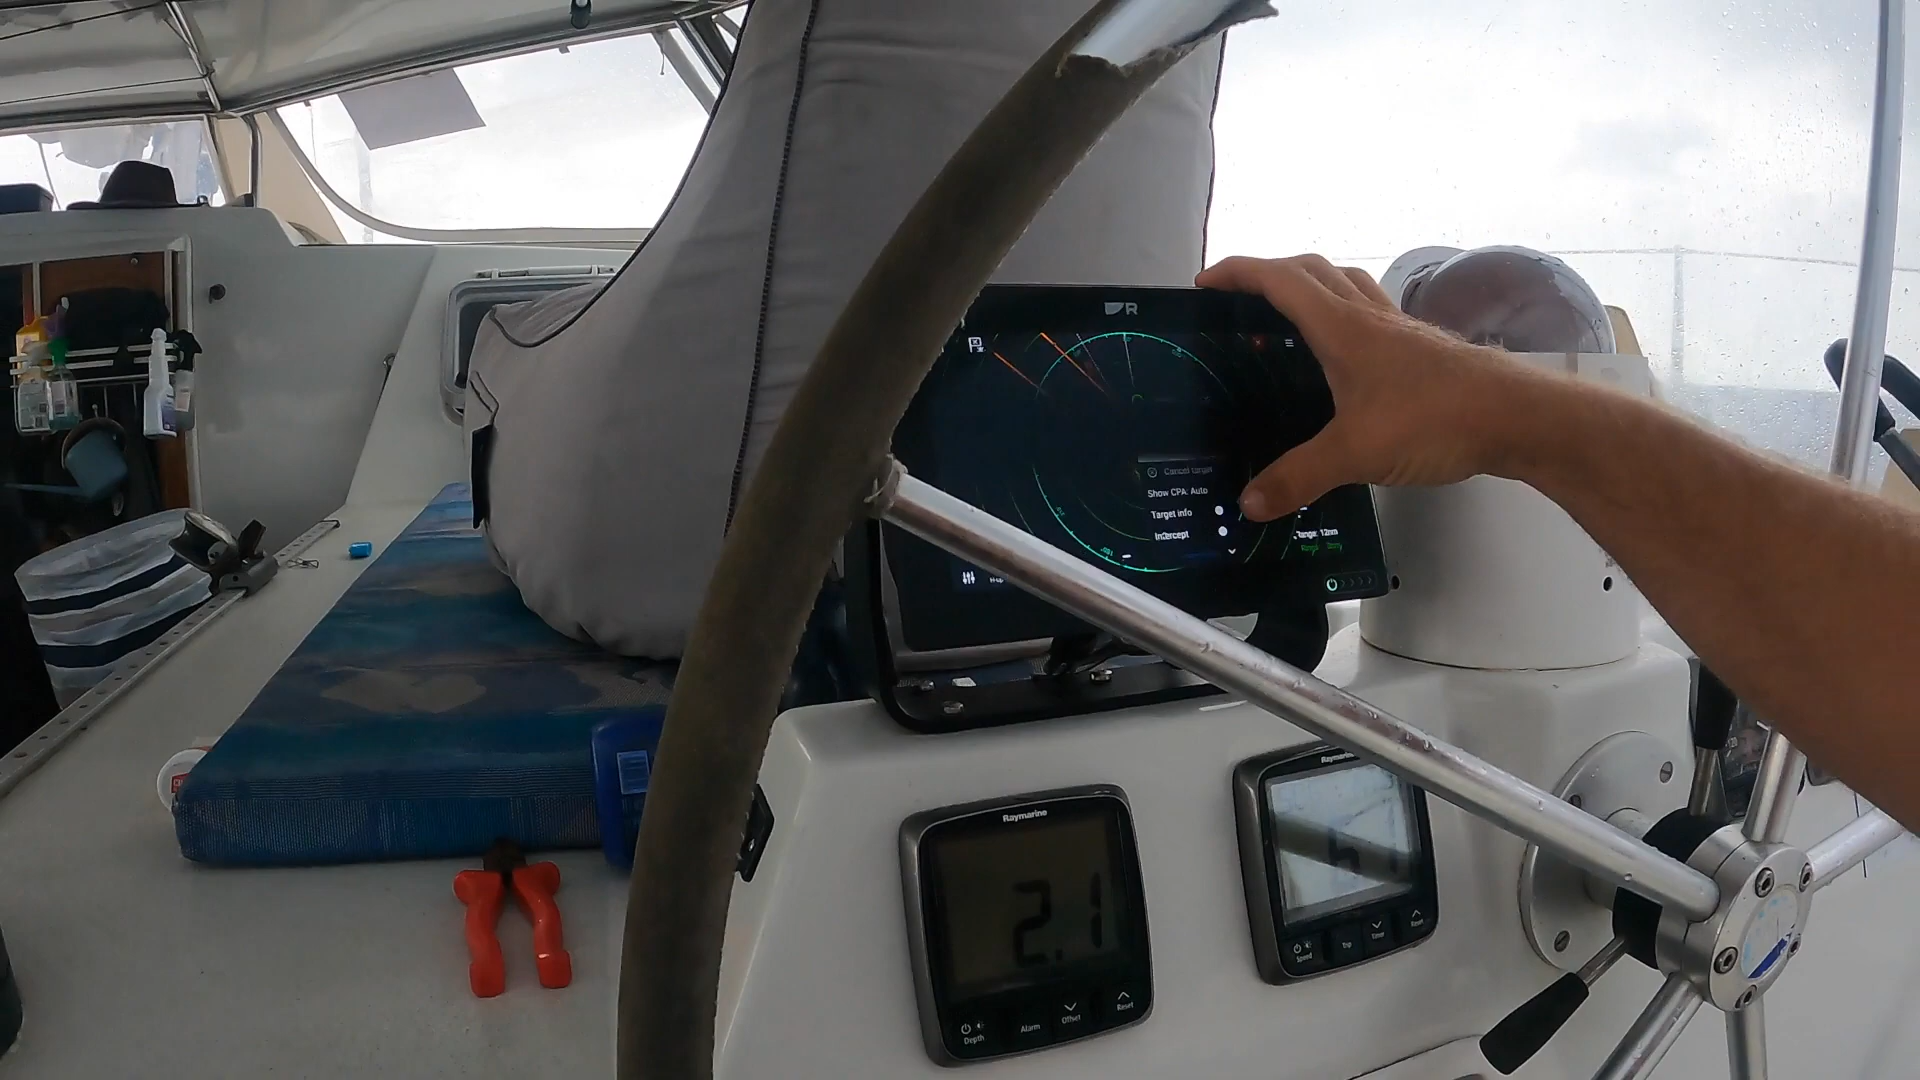 R
Cancel target
Show CPA: Auto
Target info
Intercept
Range: 12nm
Raymarine
2.1
Depth
Alarm
Offset
Reset
Raymarine
Speed
Trip
Timer
Reset